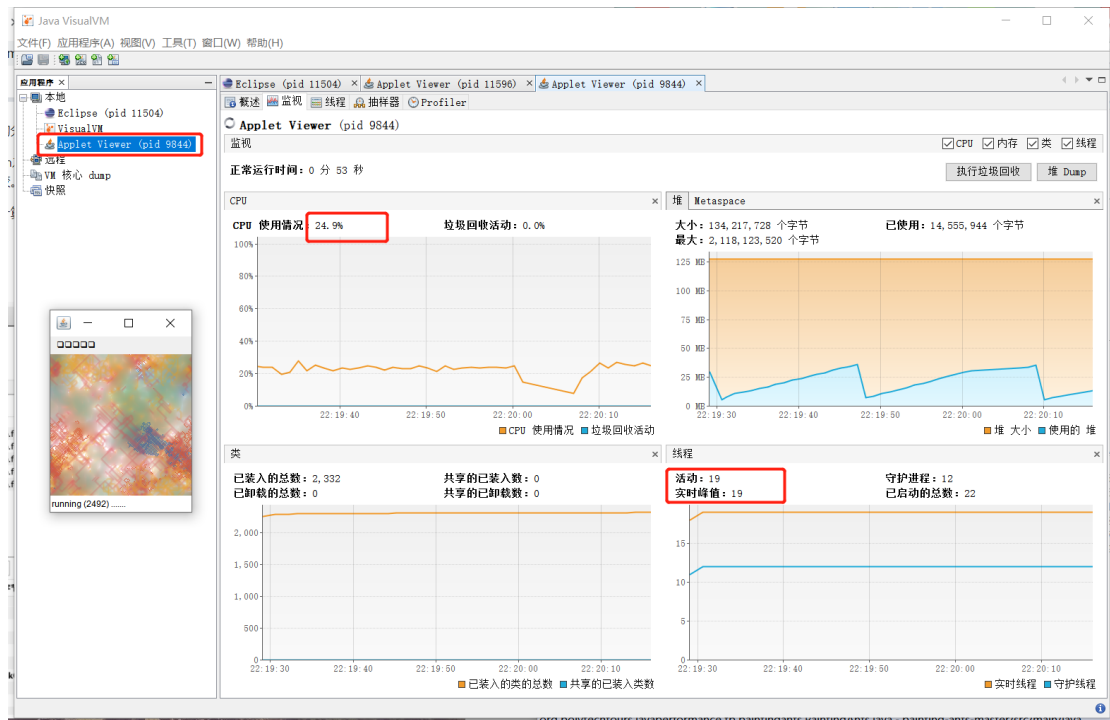 Java VisualVM
文件(F) 应用程序(A) 视图(V) 工具(T) 窗口(W) 帮助(H)
应用程序 ×
本地
Eclipse (pid 11504)
VisualVM
Applet Viewer (pid 9844)
远程
VM 核心 dump
快照
running (2492) ......
Eclipse (pid 11504) × Applet Viewer (pid 11596) × Applet Viewer (pid 9844) ×
概述 监视 线程 抽样器 Profiler
Applet Viewer (pid 9844)
监视 CPU 内存 类 线程
正常运行时间: 0 分 53 秒 执行垃圾回收 堆 Dump
CPU ×
CPU 使用情况: 24.9% 垃圾回收活动: 0.0%
100%
80%
60%
40%
20%
0%
22:19:40 22:19:50 22:20:00 22:20:10
CPU 使用情况 垃圾回收活动
堆 Metaspace ×
大小: 134,217,728 个字节 已使用: 14,555,944 个字节
最大: 2,118,123,520 个字节
125 MB
100 MB
75 MB
50 MB
25 MB
0 MB
22:19:30 22:19:40 22:19:50 22:20:00 22:20:10
堆 大小 使用的 堆
类 ×
已装入的总数: 2,332 共享的已装入数: 0
已卸载的总数: 0 共享的已卸载数: 0
2,000
1,500
1,000
500
0
22:19:30 22:19:40 22:19:50 22:20:00 22:20:10
已装入的类的总数 共享的已装入类数
线程 ×
活动: 19 守护进程: 12
实时峰值: 19 已启动的总数: 22
15
10
5
0
22:19:30 22:19:40 22:19:50 22:20:00 22:20:10
实时线程 守护线程